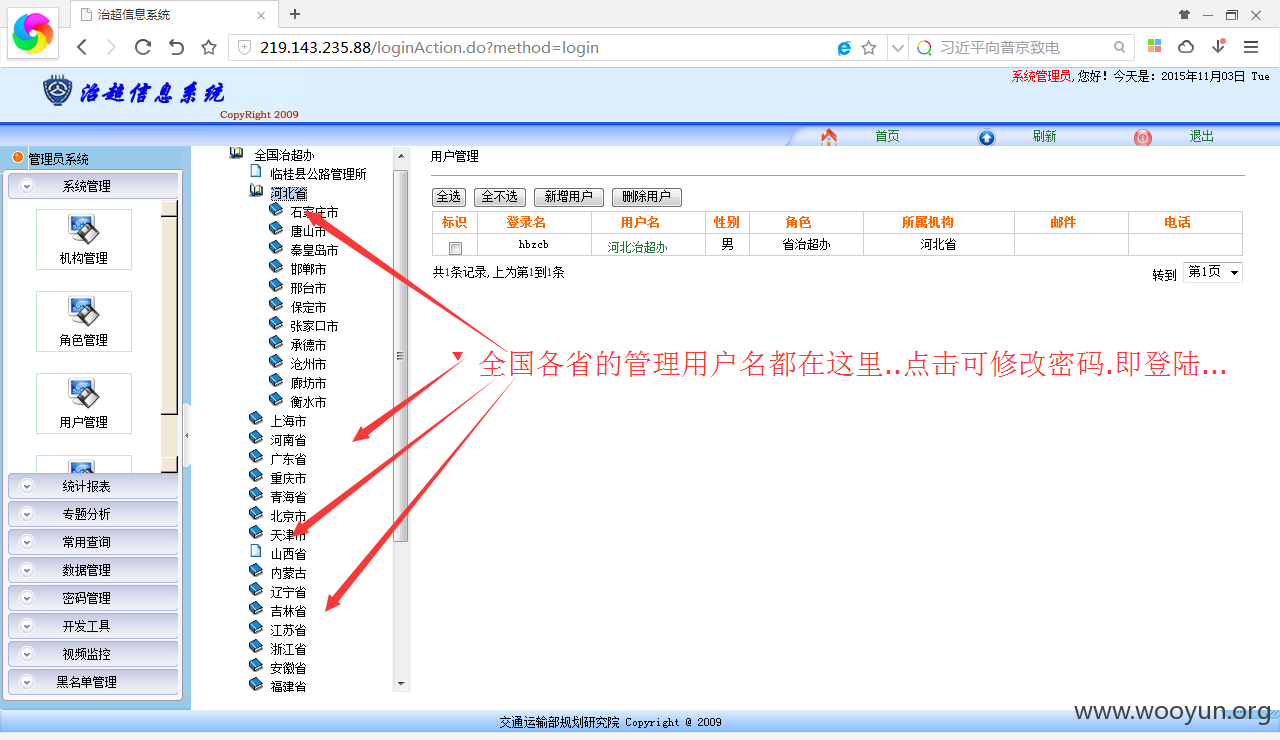 治超信息系统
219.143.235.88/loginAction.do?method=login
习近平向普京致电
治超信息系统
CopyRight 2009
系统管理员,您好！今天是：2015年11月03日 Tue
首页
刷新
退出
管理员系统
系统管理
机构管理
角色管理
用户管理
统计报表
专题分析
常用查询
数据管理
密码管理
开发工具
视频监控
黑名单管理
全国治超办
临桂县公路管理所
河北省
石家庄市
唐山市
秦皇岛市
邯郸市
邢台市
保定市
张家口市
承德市
沧州市
廊坊市
衡水市
上海市
河南省
广东省
重庆市
青海省
北京市
天津市
山西省
内蒙古
辽宁省
吉林省
江苏省
浙江省
安徽省
福建省
用户管理
全选 全不选 新增用户 删除用户
标识 登录名 用户名 性别 角色 所属机构 邮件 电话
hbzcb 河北治超办 男 省治超办 河北省
共1条记录,上为第1到1条
转到 第1页
全国各省的管理用户名都在这里..点击可修改密码.即登陆...
交通运输部规划研究院 Copyright @ 2009
www.wooyun.org